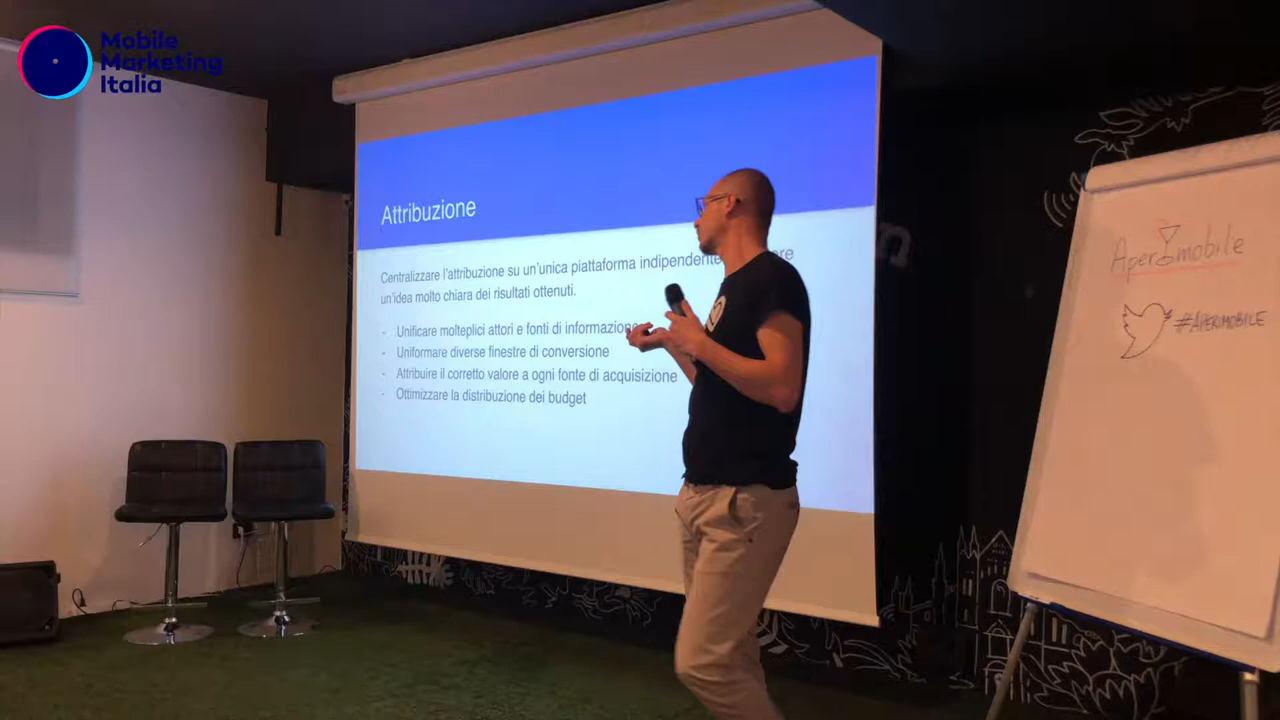 Mobile
Marketing
Italia
Attribuzione
Centralizzare l'attribuzione su un'unica piattaforma indipendente
un'idea molto chiara dei risultati ottenuti.
- Unificare molteplici attori e fonti di informazione
- Uniformare diverse finestre di conversione
- Attribuire il corretto valore a ogni fonte di acquisizione
- Ottimizzare la distribuzione dei budget
Aperimobile
#APERIMOBILE